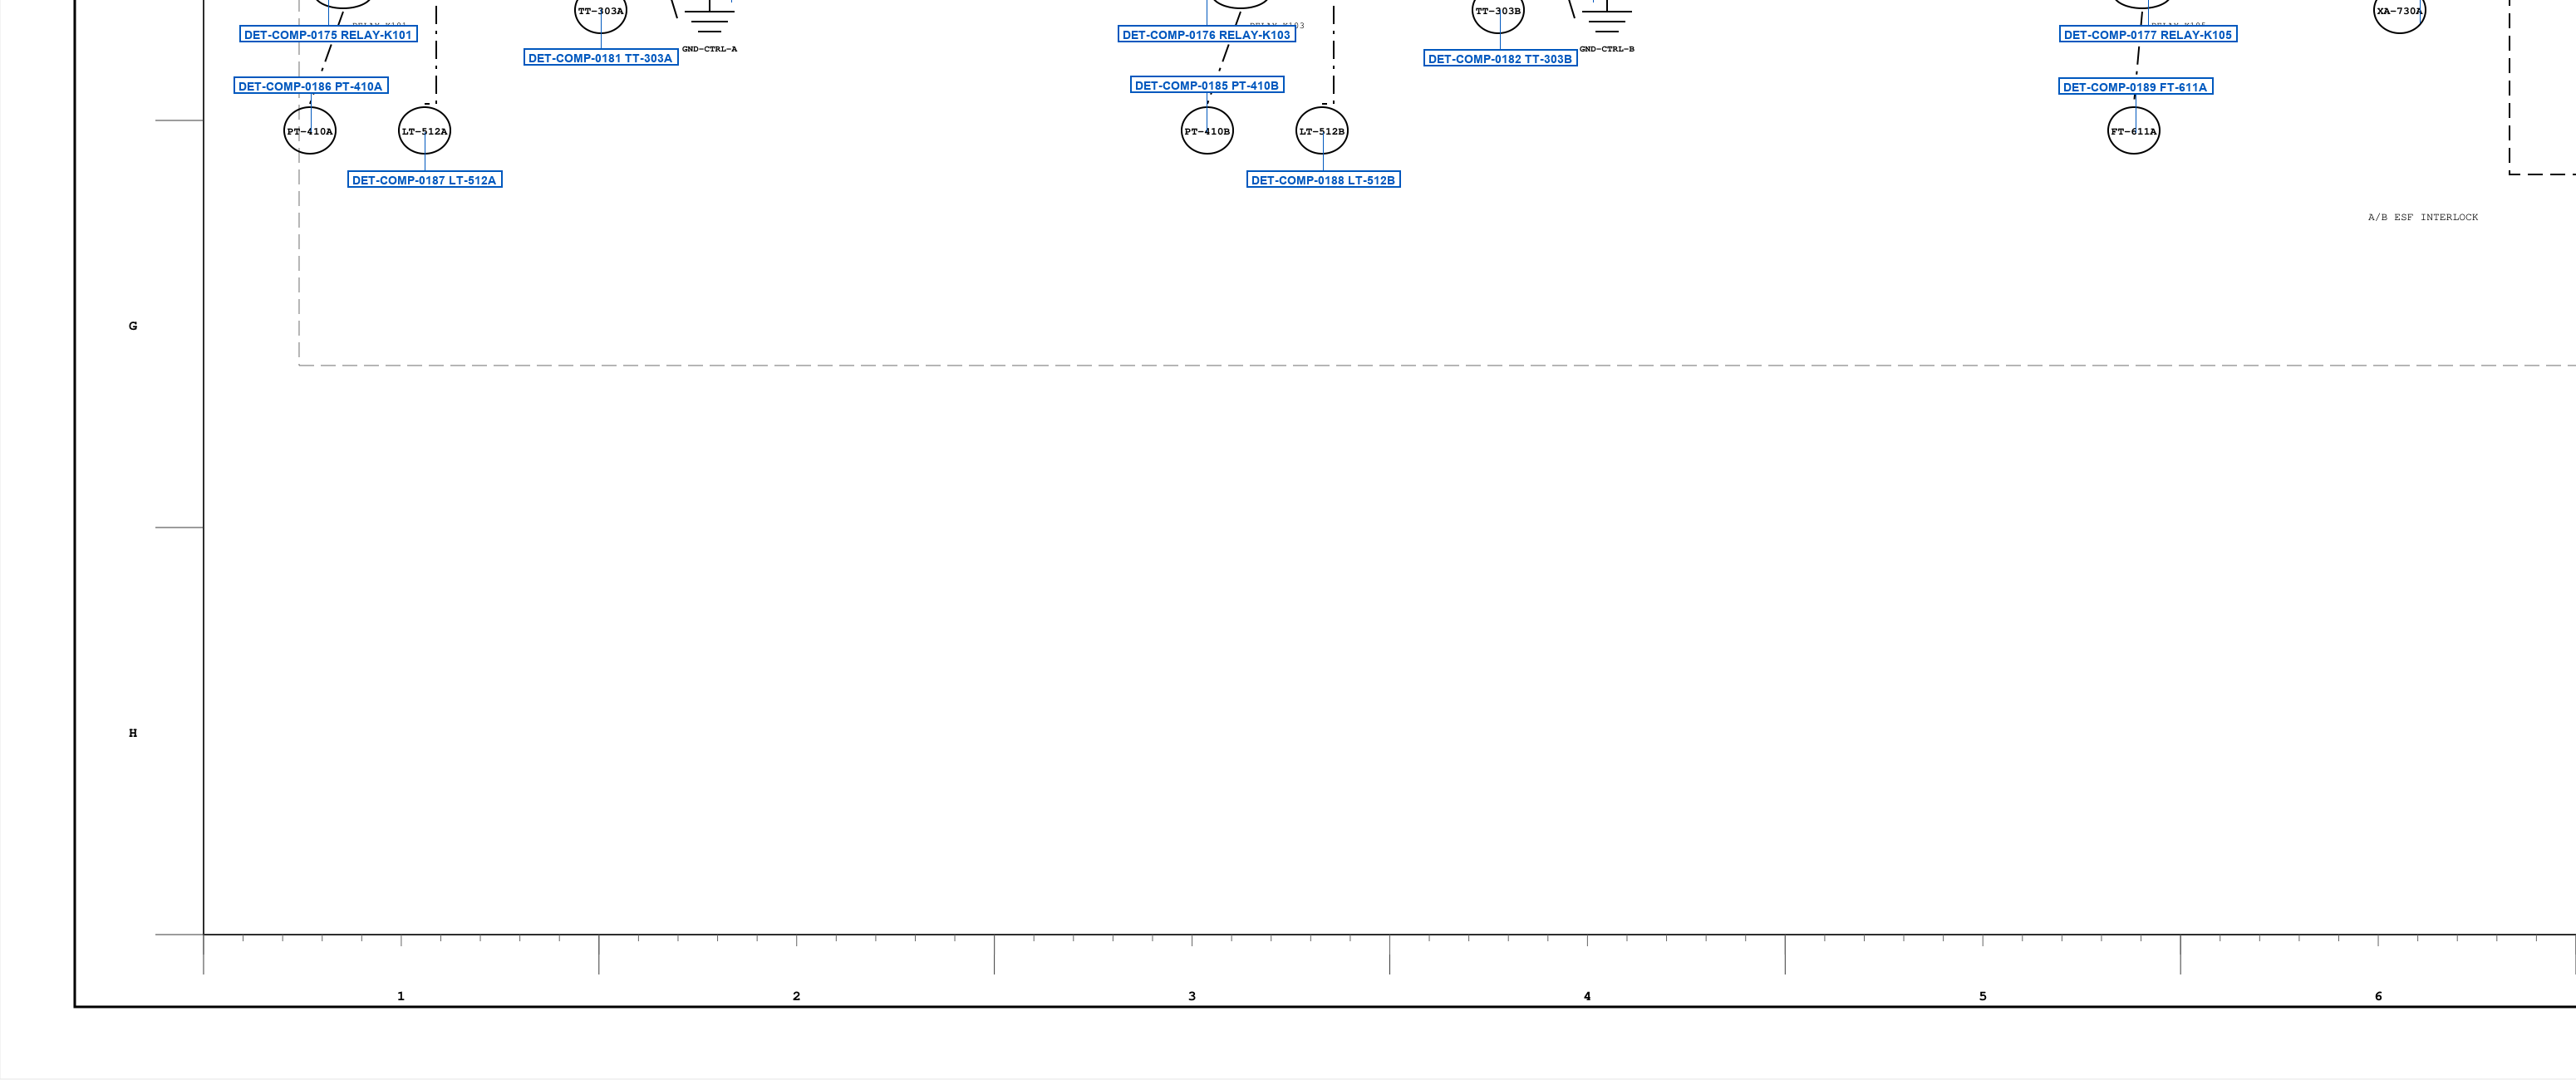 TT-303A
TT-303B
XA-730A
RELAY-K105
DET-COMP-0175 RELAY-K101
DET-COMP-0176 RELAY-K103
DET-COMP-0177 RELAY-K105
GND-CTRL-A
GND-CTRL-B
DET-COMP-0181 TT-303A
DET-COMP-0182 TT-303B
DET-COMP-0186 PT-410A
DET-COMP-0185 PT-410B
DET-COMP-0189 FT-611A
PT-410A
LT-512A
PT-410B
LT-512B
FT-611A
DET-COMP-0187 LT-512A
DET-COMP-0188 LT-512B
A/B ESF INTERLOCK
G
H
1
2
3
4
5
6